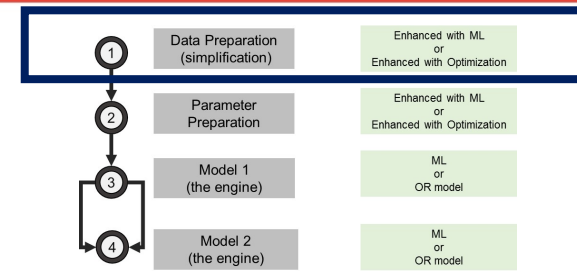 1
Data Preparation
(simplification)
Enhanced with ML
or
Enhanced with Optimization
2
Parameter
Preparation
Enhanced with ML
or
Enhanced with Optimization
3
Model 1
(the engine)
ML
or
OR model
4
Model 2
(the engine)
ML
or
OR model